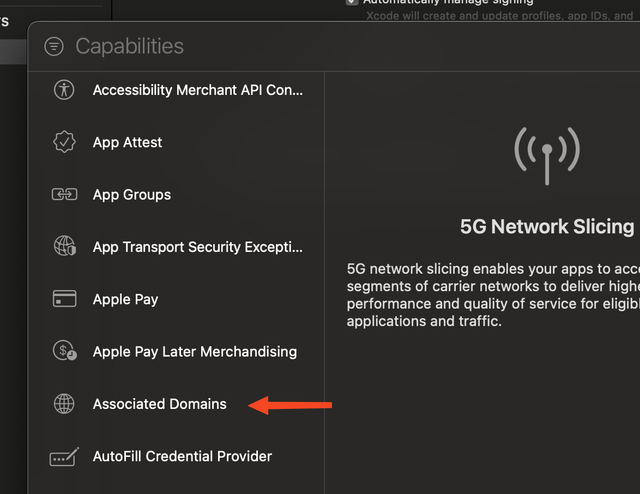 Automatically manage signing
Xcode will create and update profiles, app IDs, and
Capabilities
Accessibility Merchant API Con...
App Attest
App Groups
App Transport Security Excepti...
Apple Pay
Apple Pay Later Merchandising
Associated Domains
AutoFill Credential Provider
5G Network Slicing
5G network slicing enables your apps to acc
segments of carrier networks to deliver highe
performance and quality of service for eligibl
applications and traffic.